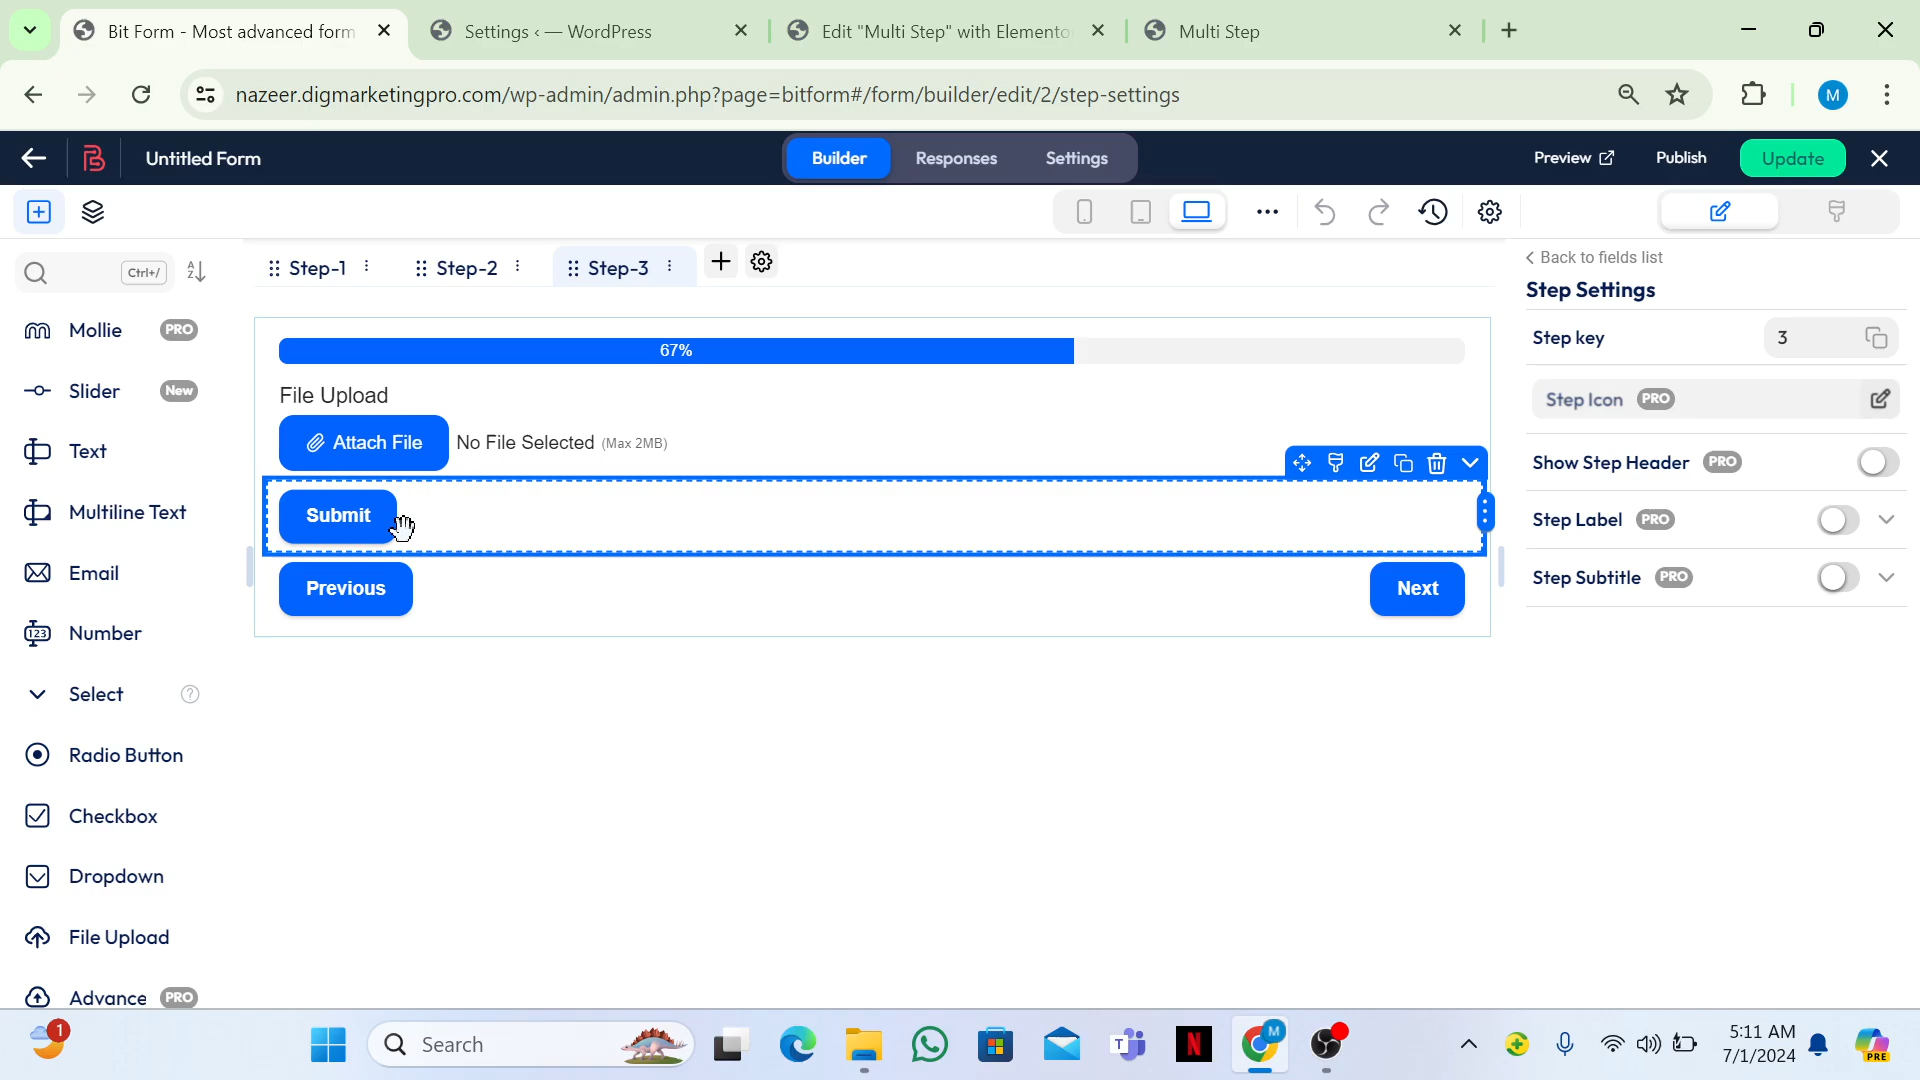 Bit Form - Most advanced form
Settings ‹ — WordPress
Edit "Multi Step" with Elemento
Multi Step
nazeer.digmarketingpro.com/wp-admin/admin.php?page=bitform#/form/builder/edit/2/step-settings
M
Untitled Form
Builder
Responses
Settings
Preview
Publish
Update
Ctrl+/
A
Z
Step-1
Step-2
Step-3
Back to fields list
Step Settings
Mollie PRO
67%
Step key 3
Slider New
File Upload
Step Icon PRO
Text
Attach File
No File Selected (Max 2MB)
Show Step Header PRO
Multiline Text
Submit
Step Label PRO
Email
Previous
Next
Step Subtitle PRO
123
Number
Select ?
Radio Button
Checkbox
Dropdown
File Upload
Advance PRO
1
Search
T
N
M
5:11 AM
7/1/2024
PRE